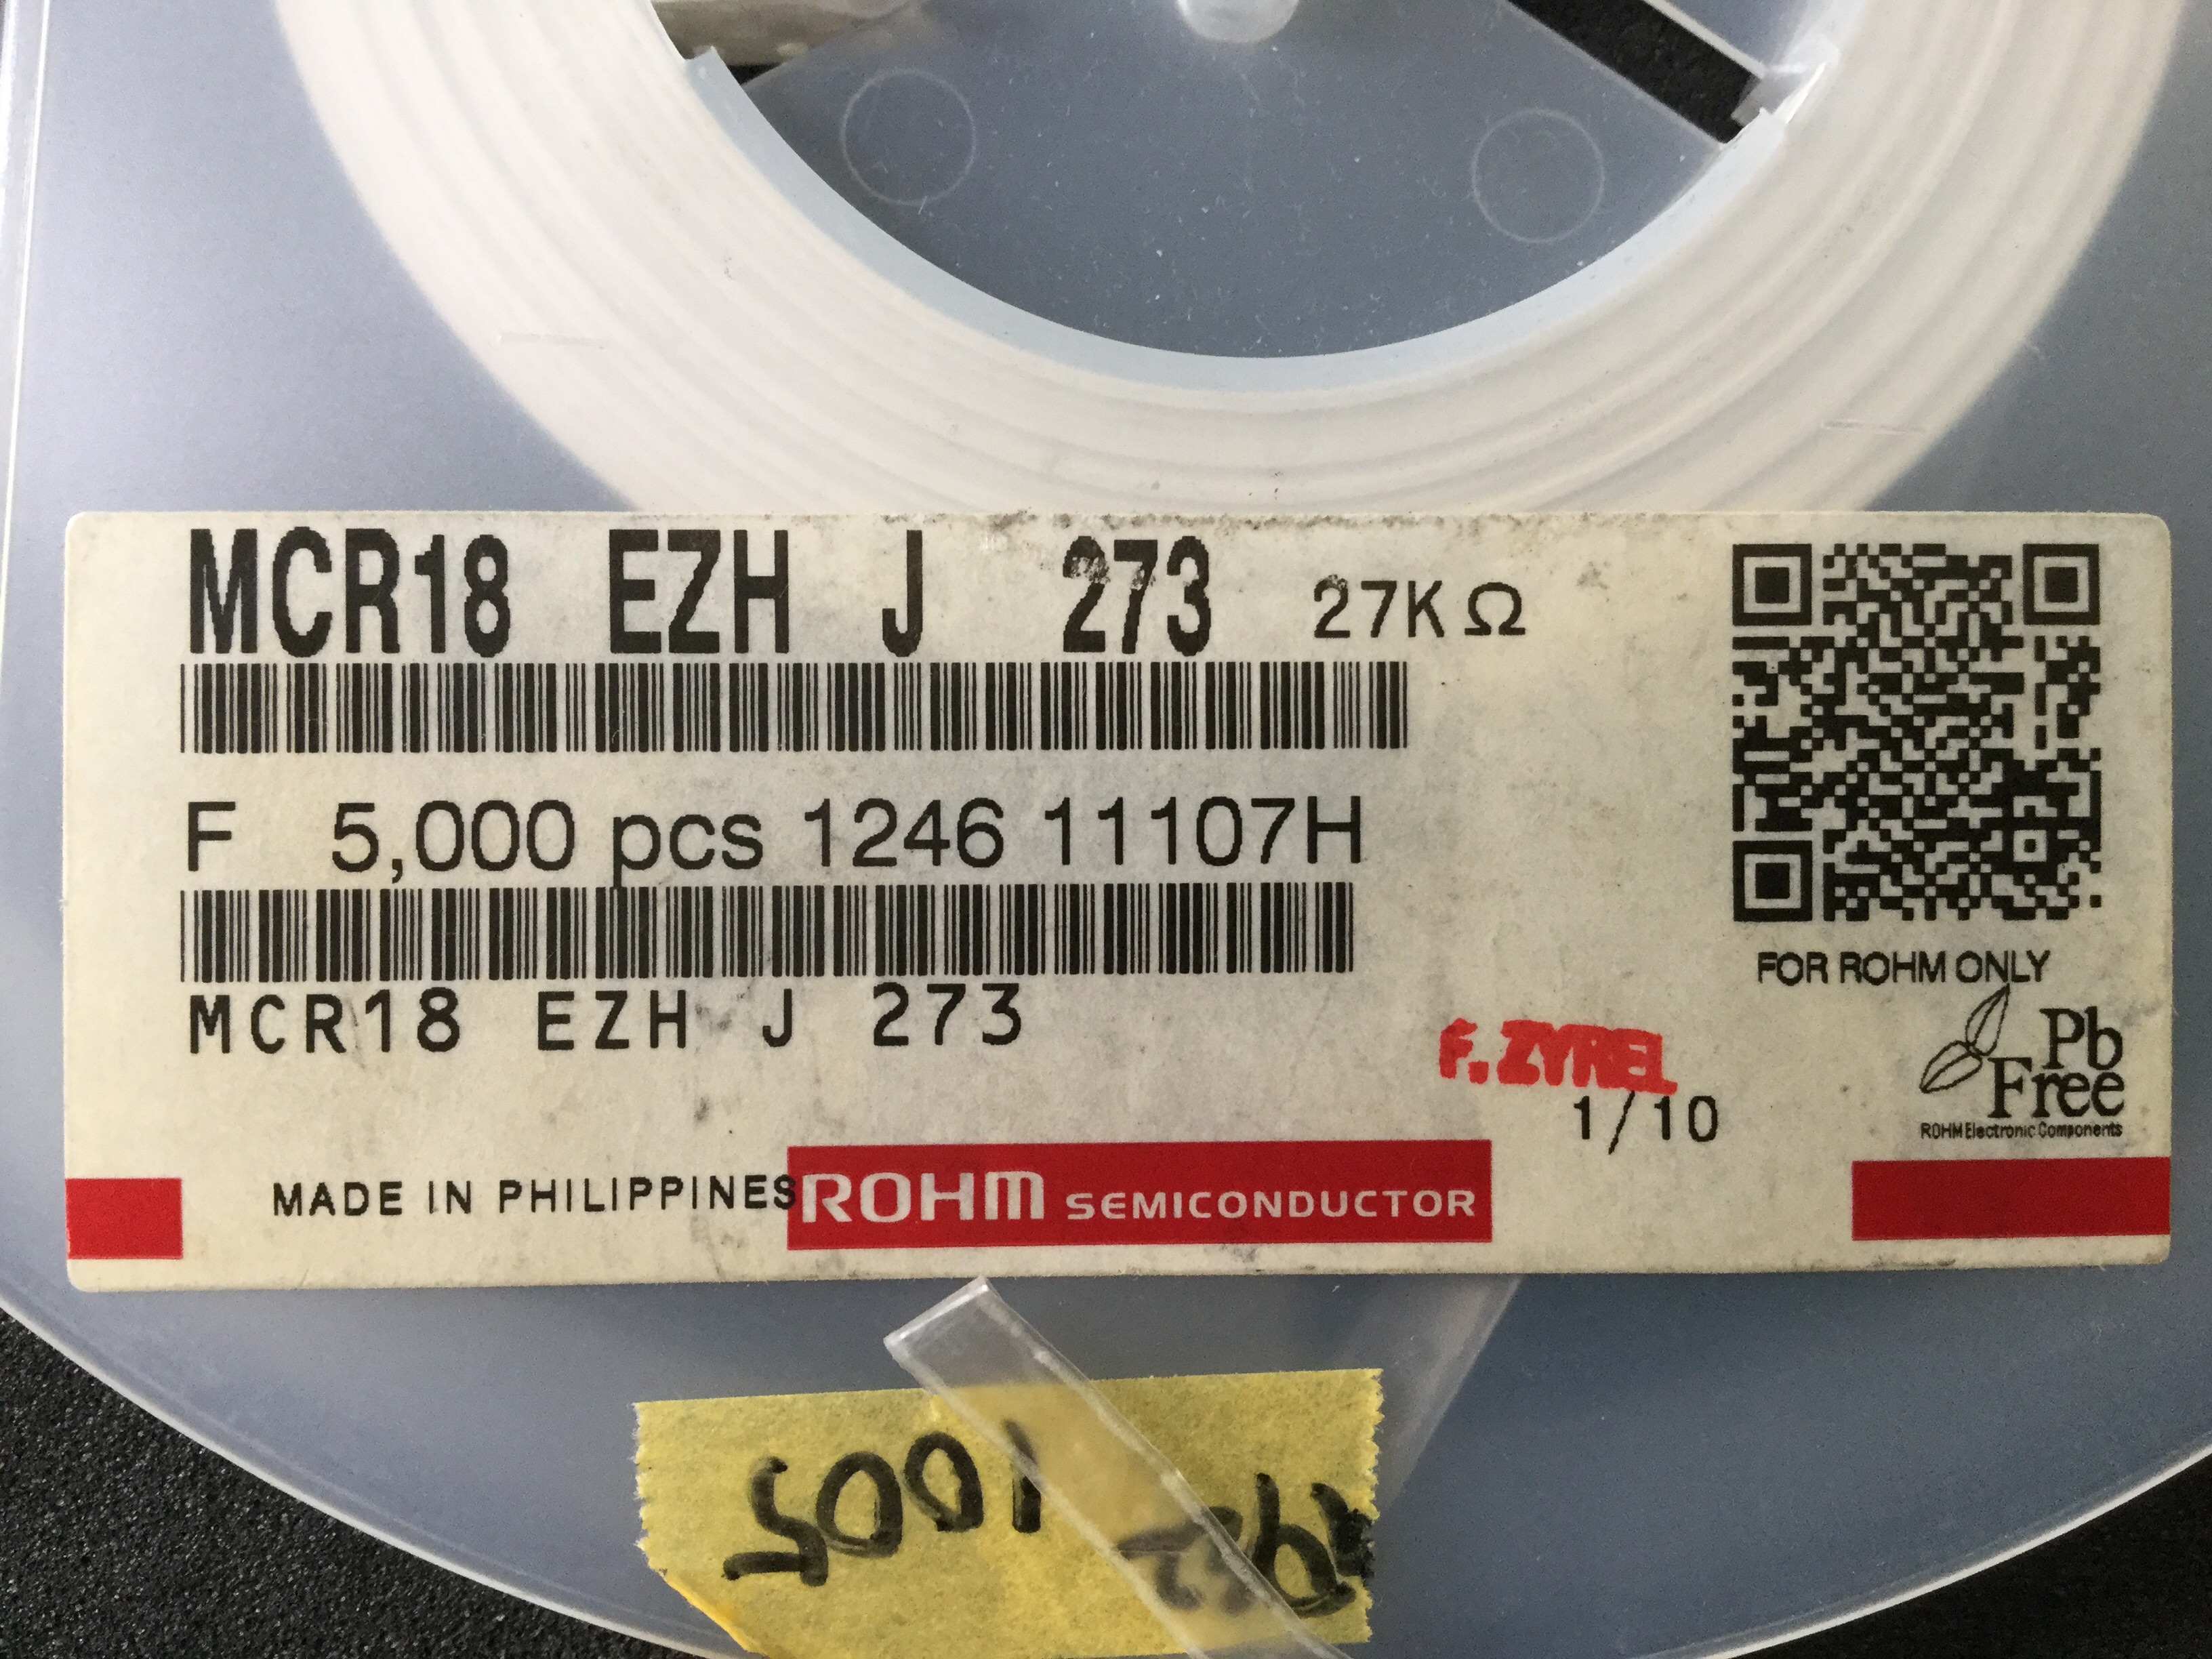 MCR18 EZH J 273 27KΩ
F 5,000 pcs 1246 11107H
MCR18 EZH J 273
FOR ROHM ONLY
F. ZYREL
1/10
Pb
Free
ROHM Electronic Components
MADE IN PHILIPPINES
ROHM SEMICONDUCTOR
1005